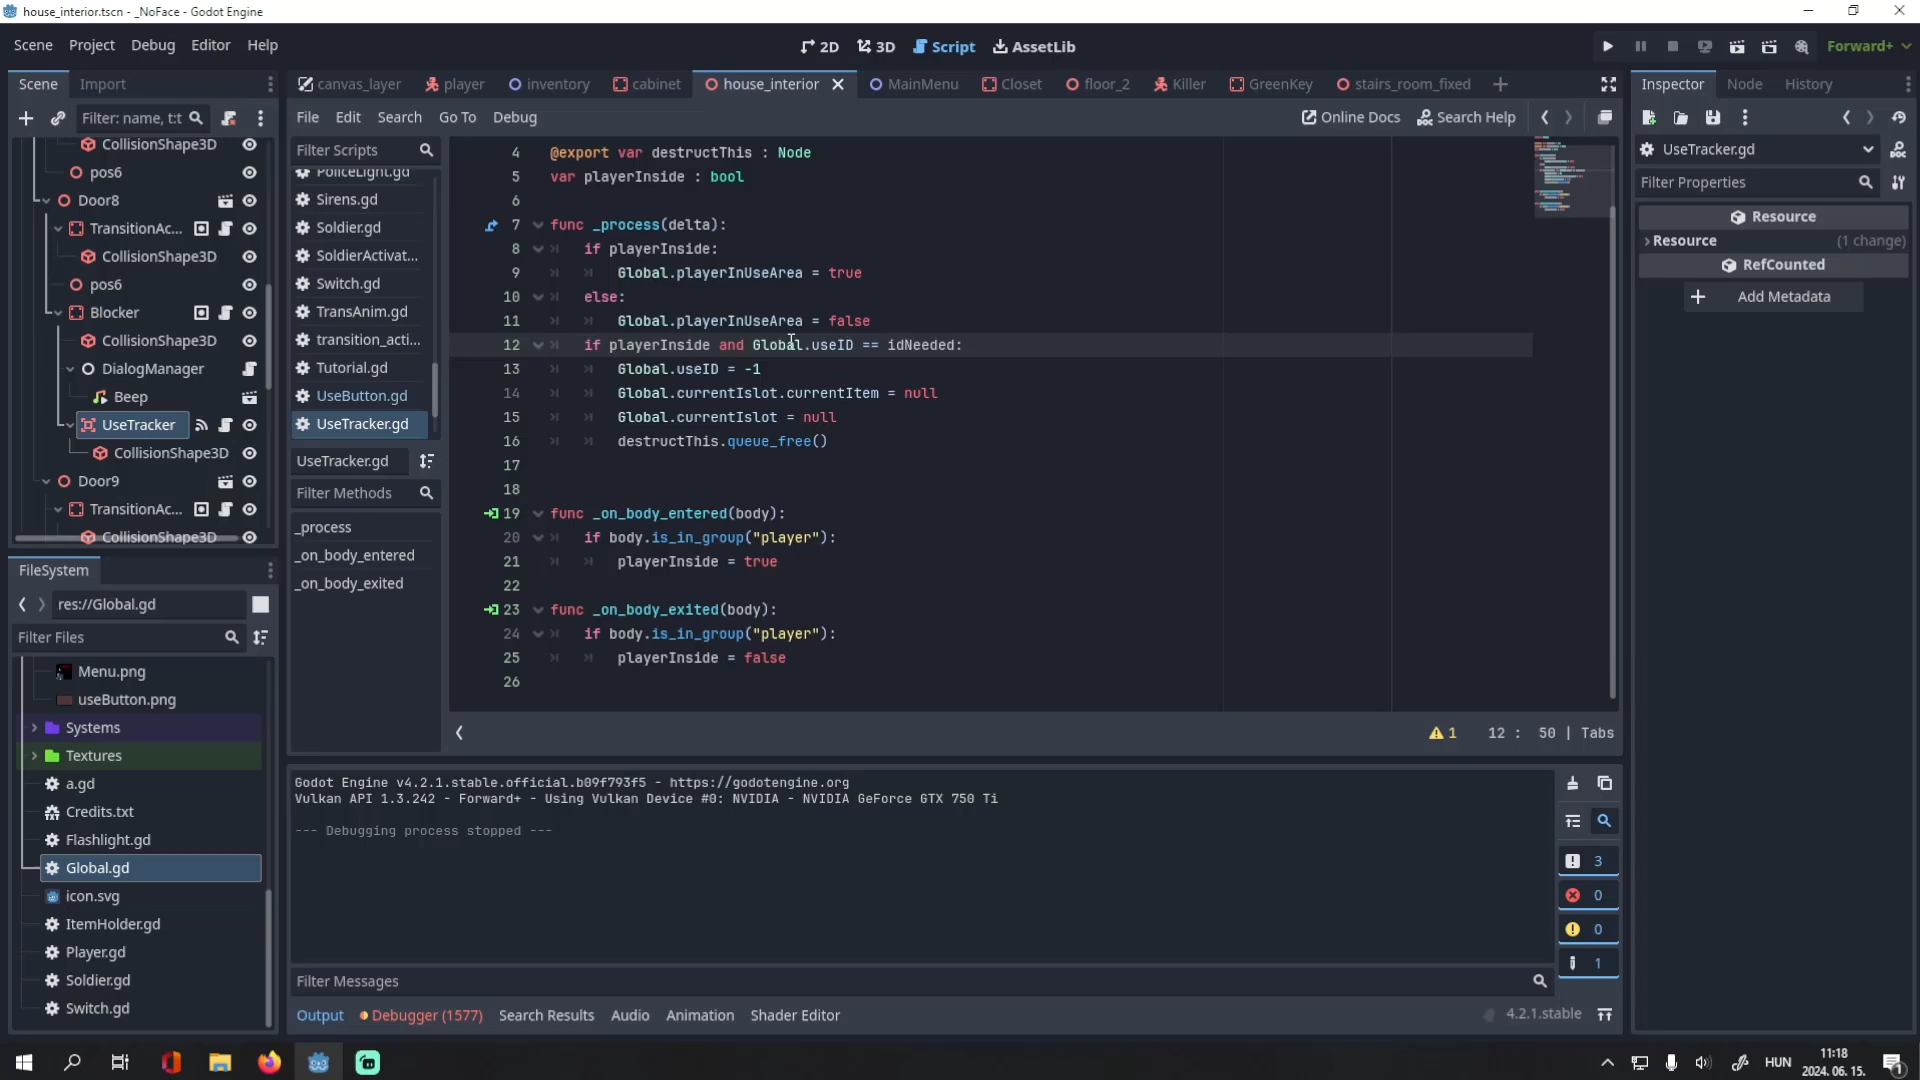 house_interior.tscn - _NoFace - Godot Engine
Scene Project Debug Editor Help
2D 3D Script AssetLib
Forward+
Scene Import
canvas_layer player inventory cabinet house_interior MainMenu Closet floor_2 Killer GreenKey stairs_room_fixed
Inspector Node History
Filter: name, t:t
File Edit Search Go To Debug
Online Docs Search Help
CollisionShape3D
pos6
Door8
TransitionAc...
CollisionShape3D
pos6
Blocker
CollisionShape3D
DialogManager
Beep
UseTracker
CollisionShape3D
Door9
TransitionAc...
CollisionShape3D
FileSystem
res://Global.gd
Filter Files
Menu.png
useButton.png
Systems
Textures
a.gd
Credits.txt
Flashlight.gd
Global.gd
icon.svg
ItemHolder.gd
Player.gd
Soldier.gd
Switch.gd
Filter Scripts
PoliceLight.gd
Sirens.gd
Soldier.gd
SoldierActivat...
Switch.gd
TransAnim.gd
transition_acti...
Tutorial.gd
UseButton.gd
UseTracker.gd
UseTracker.gd
Filter Methods
_process
_on_body_entered
_on_body_exited
4 @export var destructThis : Node
5 var playerInside : bool
6
7 func _process(delta):
8 if playerInside:
9 Global.playerInUseArea = true
10 else:
11 Global.playerInUseArea = false
12 if playerInside and Global.useID == idNeeded:
13 Global.useID = -1
14 Global.currentIslot.currentItem = null
15 Global.currentIslot = null
16 destructThis.queue_free()
17
18
19 func _on_body_entered(body):
20 if body.is_in_group("player"):
21 playerInside = true
22
23 func _on_body_exited(body):
24 if body.is_in_group("player"):
25 playerInside = false
26
1 12 : 50 | Tabs
Godot Engine v4.2.1.stable.official.b09f793f5 - https://godotengine.org
Vulkan API 1.3.242 - Forward+ - Using Vulkan Device #0: NVIDIA - NVIDIA GeForce GTX 750 Ti
--- Debugging process stopped ---
3
0
0
1
Filter Messages
Output Debugger (1577) Search Results Audio Animation Shader Editor
4.2.1.stable
UseTracker.gd
Filter Properties
Resource
Resource (1 change)
RefCounted
Add Metadata
HUN
11:18
2024. 06. 15.
1